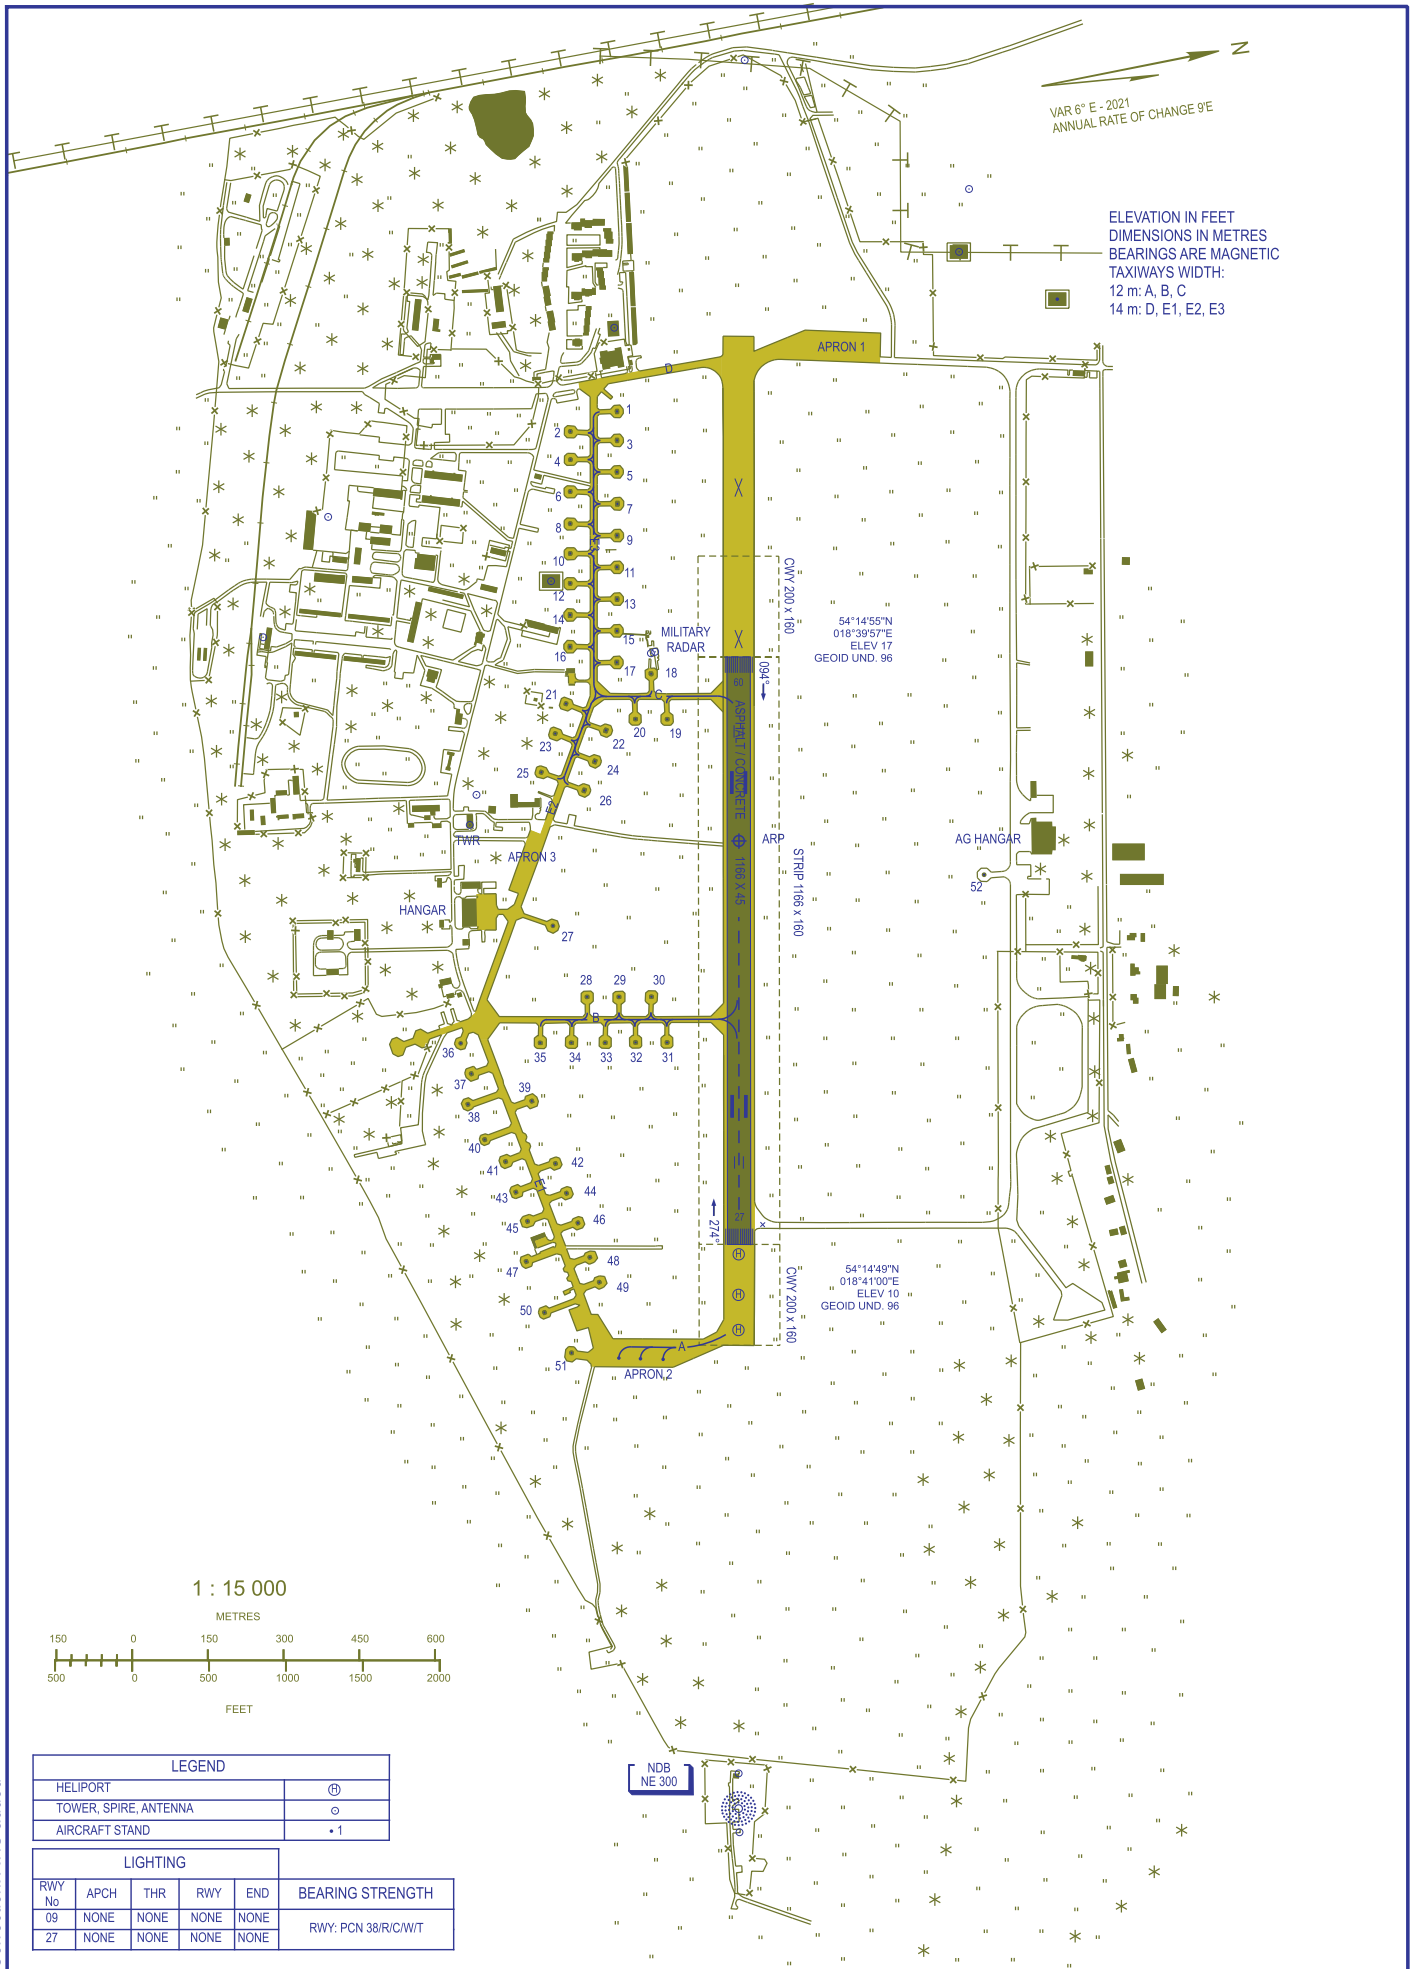 N
VAR 6° E - 2021
ANNUAL RATE OF CHANGE 9'E
ELEVATION IN FEET
DIMENSIONS IN METRES
BEARINGS ARE MAGNETIC
TAXIWAYS WIDTH:
12 m: A, B, C
14 m: D, E1, E2, E3
APRON 1
D
1
2
3
4
5
6
7
8
9
10
11
12
13
14
15
16
17
MILITARY
RADAR
18
CWY 200 x 160
54°14'55"N
018°39'57"E
ELEV 17
GEOID UND. 96
094°
60
C
21
20
19
22
23
24
25
26
E2
ASPHALT / CONCRETE
1166 X 45
ARP
STRIP 1166 x 160
TWR
APRON 3
AG HANGAR
52
HANGAR
27
28
29
30
B
35
34
33
32
31
36
37
38
39
40
41
42
43
E1
44
45
46
47
48
49
50
51
274°
27
H
H
H
CWY 200 x 160
54°14'49"N
018°41'00"E
ELEV 10
GEOID UND. 96
A
APRON 2
1 : 15 000
METRES
150 0 150 300 450 600
500 0 500 1000 1500 2000
FEET
NDB
NE 300
LEGEND
HELIPORT H
TOWER, SPIRE, ANTENNA
AIRCRAFT STAND • 1
LIGHTING
RWY No APCH THR RWY END BEARING STRENGTH
09 NONE NONE NONE NONE RWY: PCN 38/R/C/W/T
27 NONE NONE NONE NONE